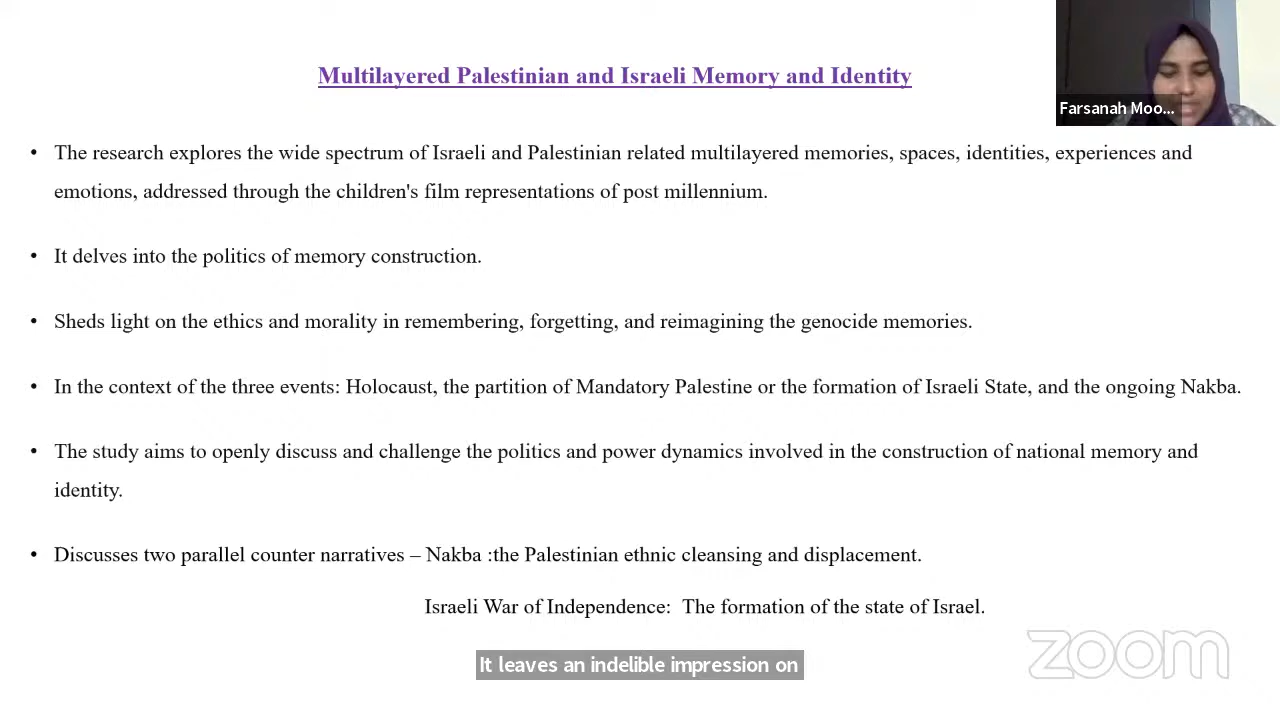 Multilayered Palestinian and Israeli Memory and Identity
Farsanah Moo...
• The research explores the wide spectrum of Israeli and Palestinian related multilayered memories, spaces, identities, experiences and
emotions, addressed through the children's film representations of post millennium.
• It delves into the politics of memory construction.
• Sheds light on the ethics and morality in remembering, forgetting, and reimagining the genocide memories.
• In the context of the three events: Holocaust, the partition of Mandatory Palestine or the formation of Israeli State, and the ongoing Nakba.
• The study aims to openly discuss and challenge the politics and power dynamics involved in the construction of national memory and
identity.
• Discusses two parallel counter narratives – Nakba :the Palestinian ethnic cleansing and displacement.
Israeli War of Independence: The formation of the state of Israel.
zoom
It leaves an indelible impression on